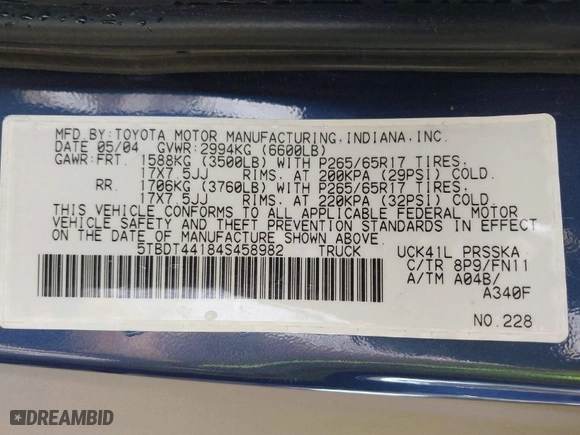 MFD.BY:TOYOTA MOTOR MANUFACTURING,INDIANA,INC.
DATE 05/04 GVWR:2994KG (6600LB)
GAWR:FRT. 1588KG (3500LB) WITH P265/65R17 TIRES.
17X7.5JJ RIMS. AT 200KPA (29PSI) COLD.
RR. 1706KG (3760LB) WITH P265/65R17 TIRES.
17X7.5JJ RIMS. AT 220KPA (32PSI) COLD.
THIS VEHICLE CONFORMS TO ALL APPLICABLE FEDERAL MOTOR
VEHICLE SAFETY AND THEFT PREVENTION STANDARDS IN EFFECT
ON THE DATE OF MANUFACTURE SHOWN ABOVE.
5TBDT44184S458982 TRUCK UCK41L PRSSKA
C/TR 8P9/FN11
A/TM A04B/
A340F
NO.228
DREAMBID